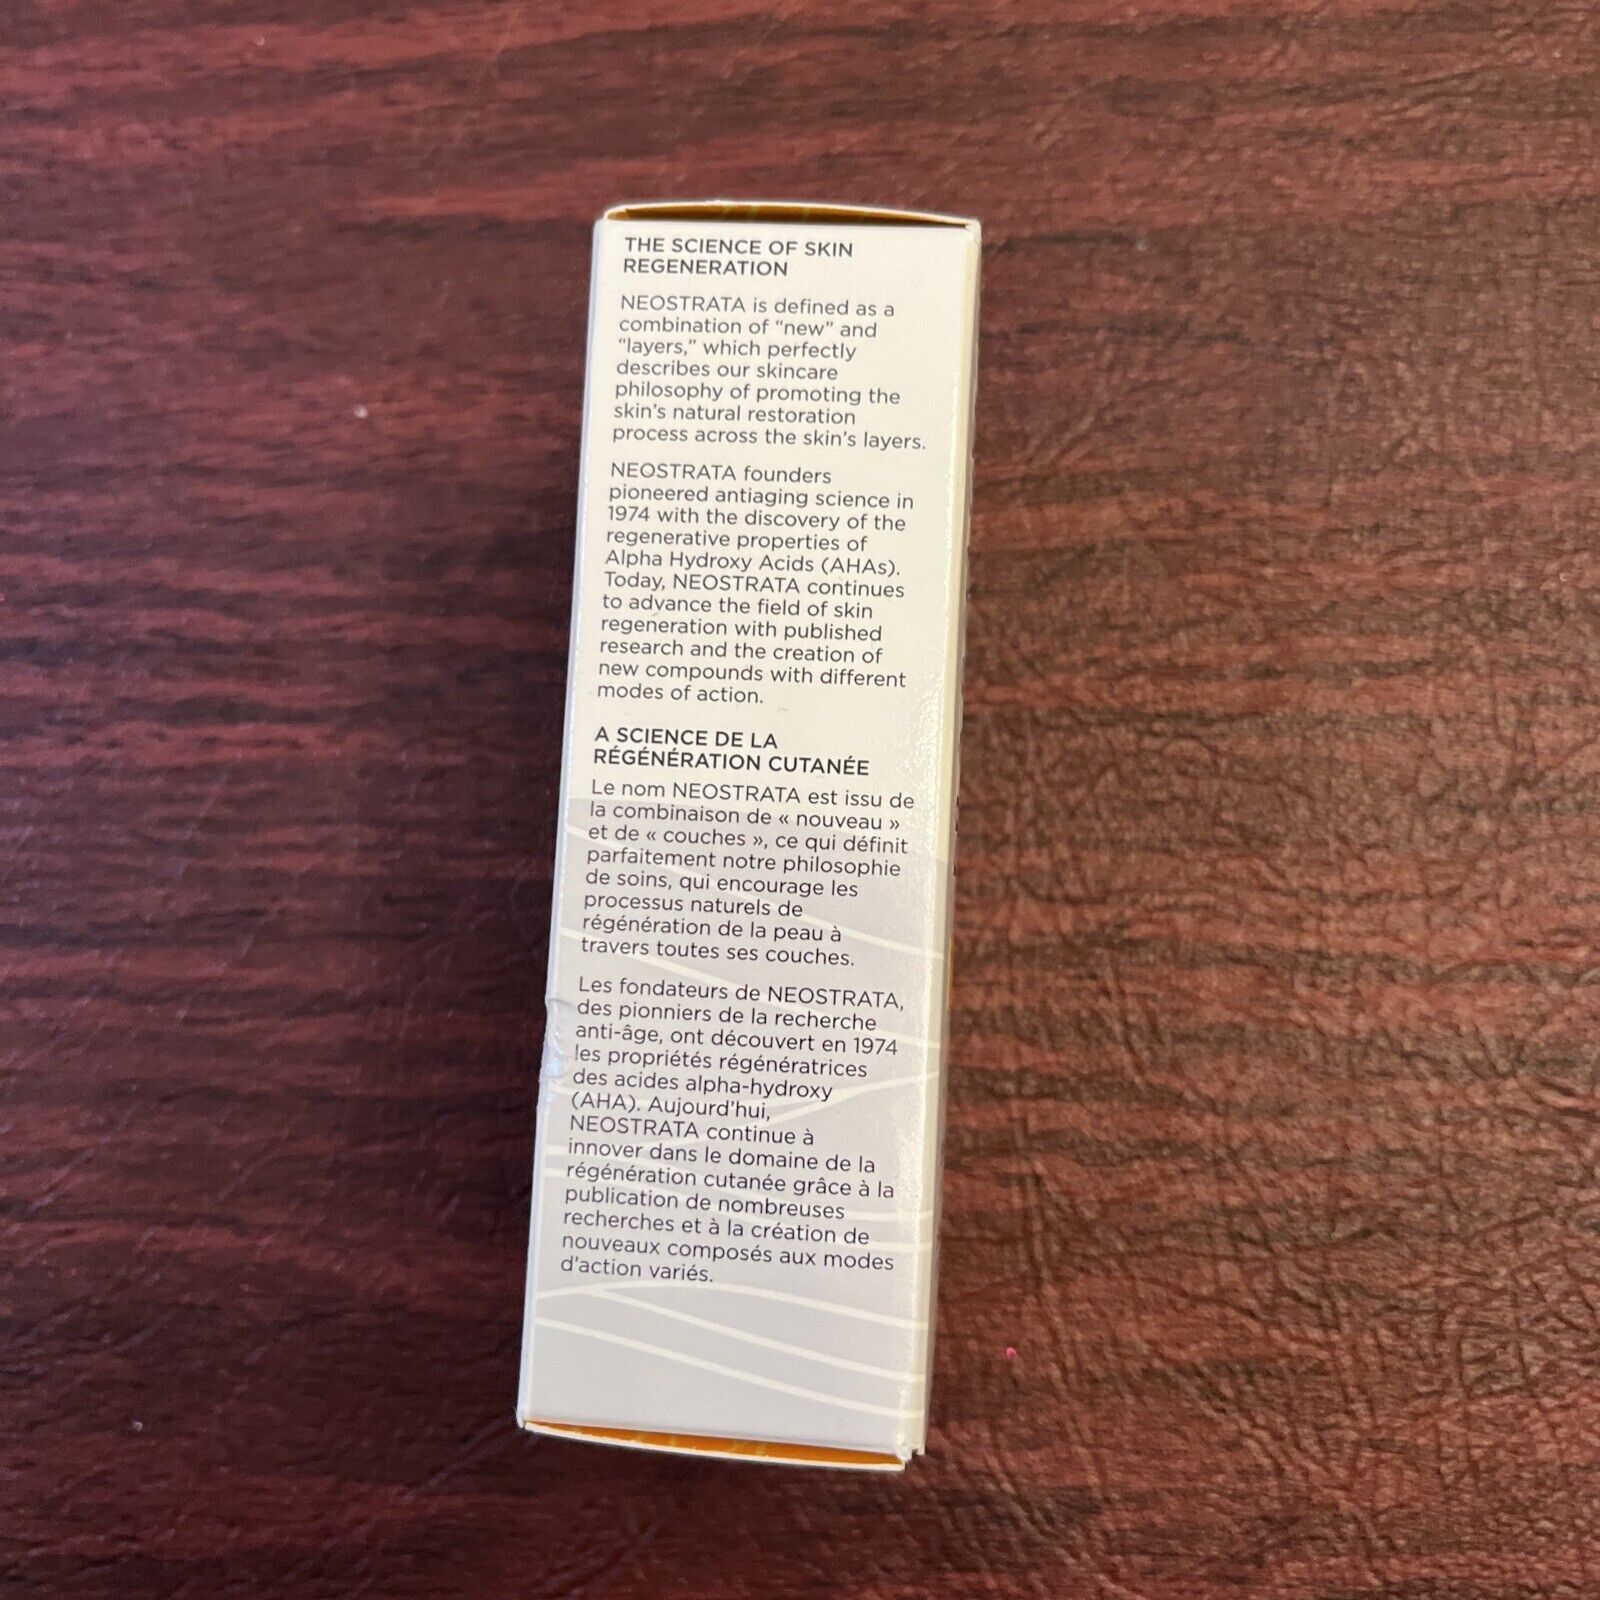 THE SCIENCE OF SKIN
REGENERATION
NEOSTRATA is defined as a
combination of “new” and
“layers,” which perfectly
describes our skincare
philosophy of promoting the
skin’s natural restoration
process across the skin’s layers.
NEOSTRATA founders
pioneered antiaging science in
1974 with the discovery of the
regenerative properties of
Alpha Hydroxy Acids (AHAs).
Today, NEOSTRATA continues
to advance the field of skin
regeneration with published
research and the creation of
new compounds with different
modes of action.
A SCIENCE DE LA
RÉGÉNÉRATION CUTANÉE
Le nom NEOSTRATA est issu de
la combinaison de « nouveau »
et de « couches », ce qui définit
parfaitement notre philosophie
de soins, qui encourage les
processus naturels de
régénération de la peau à
travers toutes ses couches.
Les fondateurs de NEOSTRATA,
des pionniers de la recherche
anti-âge, ont découvert en 1974
les propriétés régénératrices
des acides alpha-hydroxy
(AHA). Aujourd’hui,
NEOSTRATA continue à
innover dans le domaine de la
régénération cutanée grâce à la
publication de nombreuses
recherches et à la création de
nouveaux composés aux modes
d’action variés.